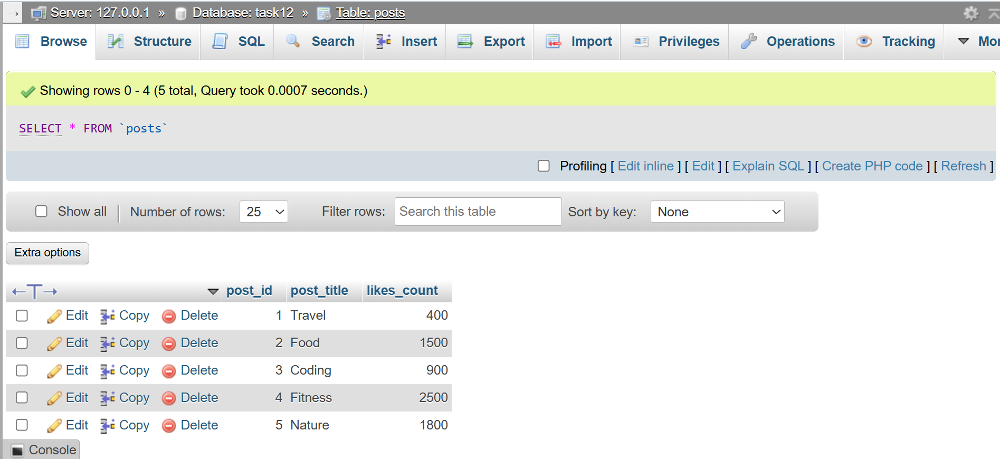 → Server: 127.0.0.1 » Database: task12 » Table: posts
Browse Structure SQL Search Insert Export Import Privileges Operations Tracking Mor
Showing rows 0 - 4 (5 total, Query took 0.0007 seconds.)
SELECT * FROM `posts`
Profiling [ Edit inline ] [ Edit ] [ Explain SQL ] [ Create PHP code ] [ Refresh ]
Show all | Number of rows: 25 Filter rows: Search this table Sort by key: None
Extra options
←T→ post_id post_title likes_count
Edit Copy Delete 1 Travel 400
Edit Copy Delete 2 Food 1500
Edit Copy Delete 3 Coding 900
Edit Copy Delete 4 Fitness 2500
Edit Copy Delete 5 Nature 1800
Console